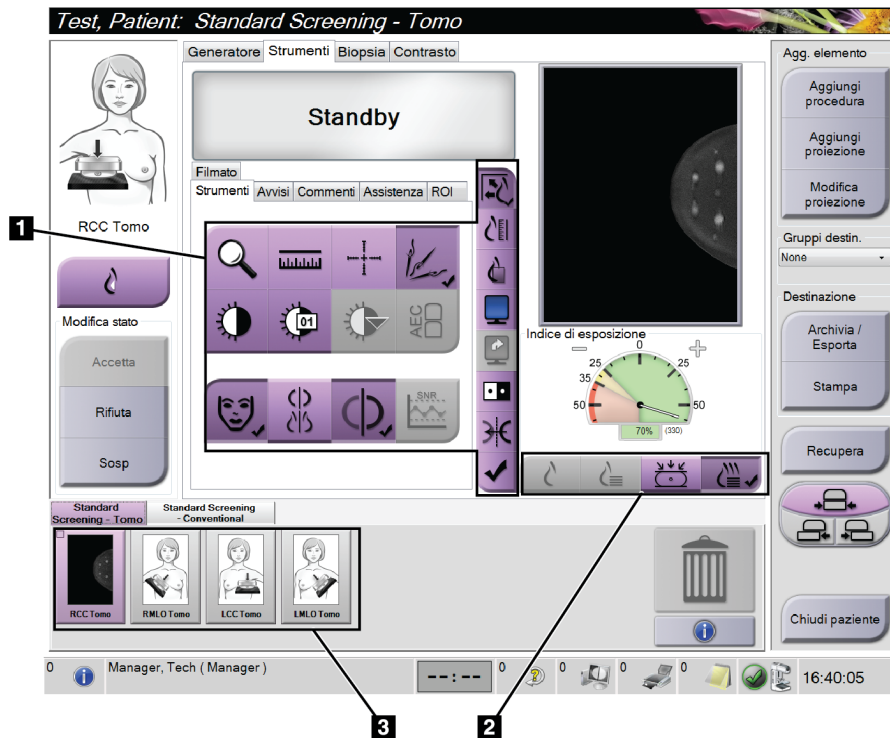 Test, Patient: Standard Screening - Tomo
Generatore Strumenti Biopsia Contrasto
Standby
Filmato
Strumenti Avvisi Commenti Assistenza ROI
01
AEC
SNR
RCC Tomo
Modifica stato
Accetta
Rifiuta
Sosp
Indice di esposizione
0
25 25
35
50 50
70% (330)
Agg. elemento
Aggiungi
procedura
Aggiungi
proiezione
Modifica
proiezione
Gruppi destin.
None
Destinazione
Archivia /
Esporta
Stampa
Recupera
Chiudi paziente
Standard
Screening - Tomo
Standard Screening
- Conventional
RCC Tomo
RMLO Tomo
LCC Tomo
LMLO Tomo
0 Manager, Tech ( Manager ) --:-- 0 0 0 0 16:40:05
1
2
3